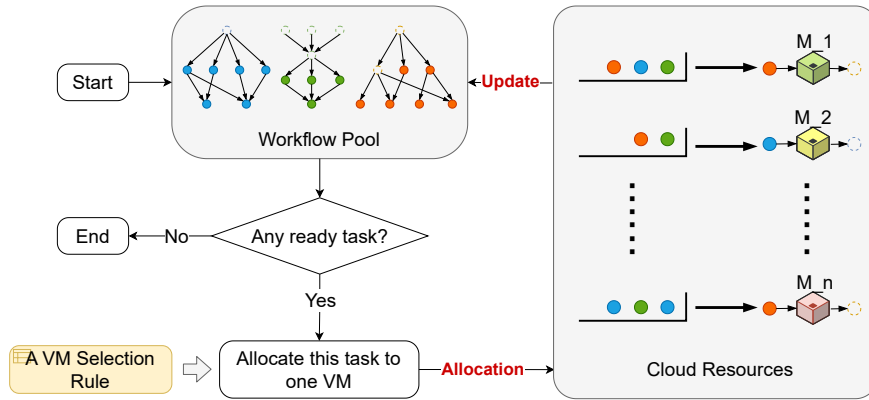 Start
Workflow Pool
Update
M_1
M_2
End
No
Any ready task?
Yes
M_n
A VM Selection
Rule
Allocate this task to
one VM
Allocation
Cloud Resources